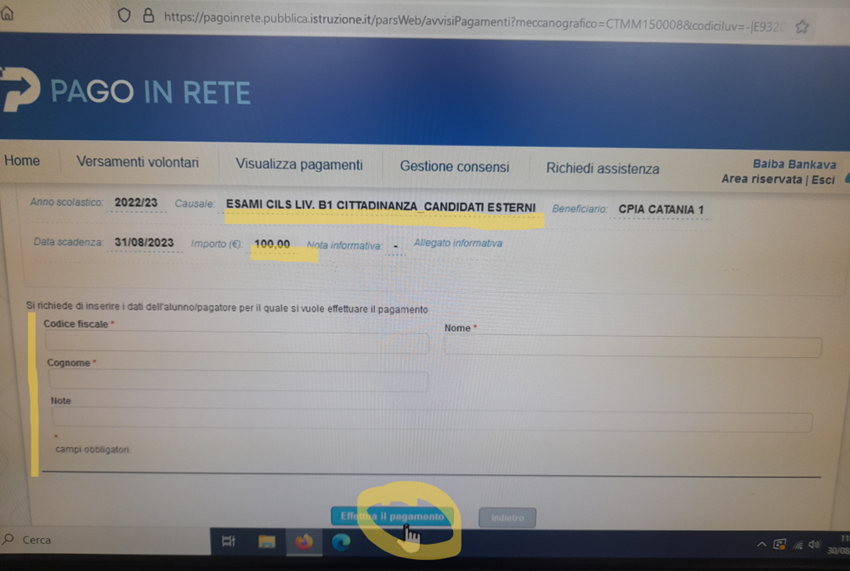 https://pagoinrete.pubblica.istruzione.it/parsWeb/avvisiPagamenti?meccanografico=CTMM150008&codiciIuv=
PAGO IN RETE
Home Versamenti volontari Visualizza pagamenti Gestione consensi Richiedi assistenza Baiba Bankava
Area riservata | Esci
Anno scolastico: 2022/23 Causale: ESAMI CILS LIV. B1 CITTADINANZA_CANDIDATI ESTERNI Beneficiario: CPIA CATANIA 1
Data scadenza: 31/08/2023 Importo (€): 100,00 Nota informativa: - Allegato informativa
Si richiede di inserire i dati dell'alunno/pagatore per il quale si vuole effettuare il pagamento
Codice fiscale * Nome *
Cognome *
Note
*
campi obbligatori.
Effettua il pagamento Indietro
Cerca